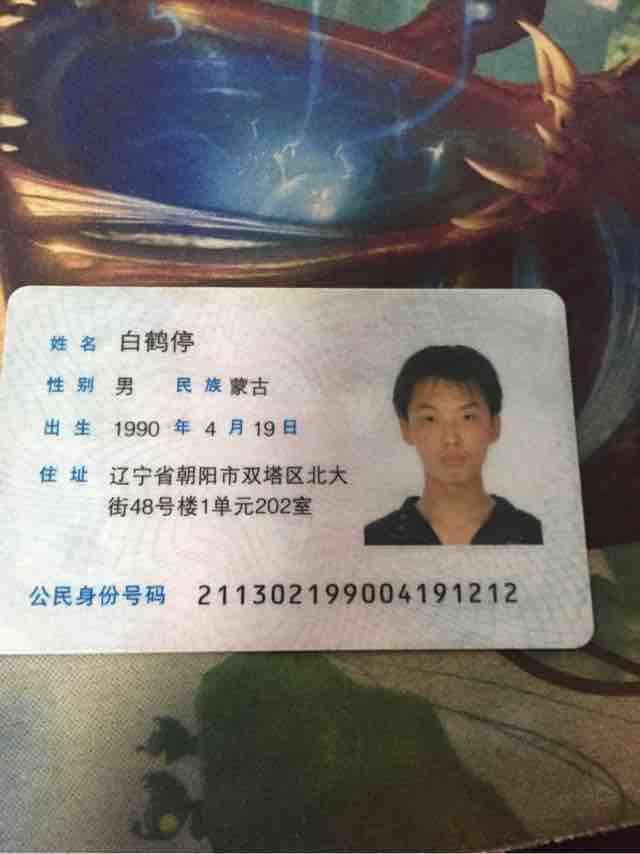 姓名 白鹤停
性别 男 民族 蒙古
出生 1990 年 4 月 19 日
住址 辽宁省朝阳市双塔区北大
街48号楼1单元202室
公民身份号码 211302199004191212